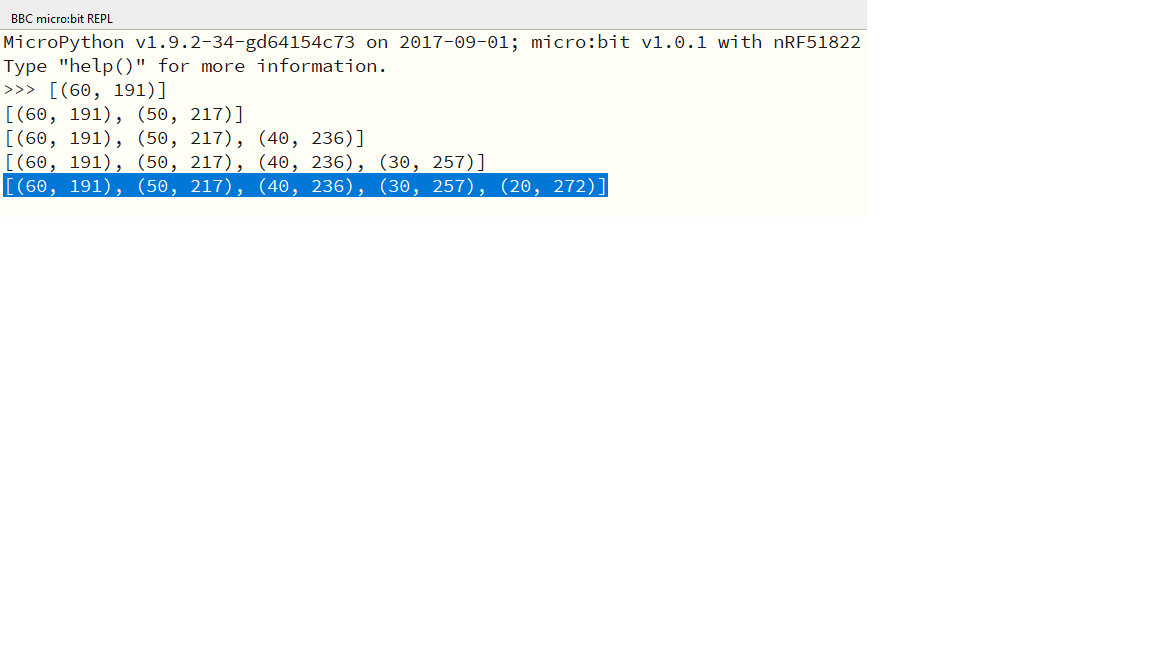 BBC micro:bit REPL
MicroPython v1.9.2-34-gd64154c73 on 2017-09-01; micro:bit v1.0.1 with nRF51822
Type "help()" for more information.
>>> [(60, 191)]
[(60, 191), (50, 217)]
[(60, 191), (50, 217), (40, 236)]
[(60, 191), (50, 217), (40, 236), (30, 257)]
[(60, 191), (50, 217), (40, 236), (30, 257), (20, 272)]